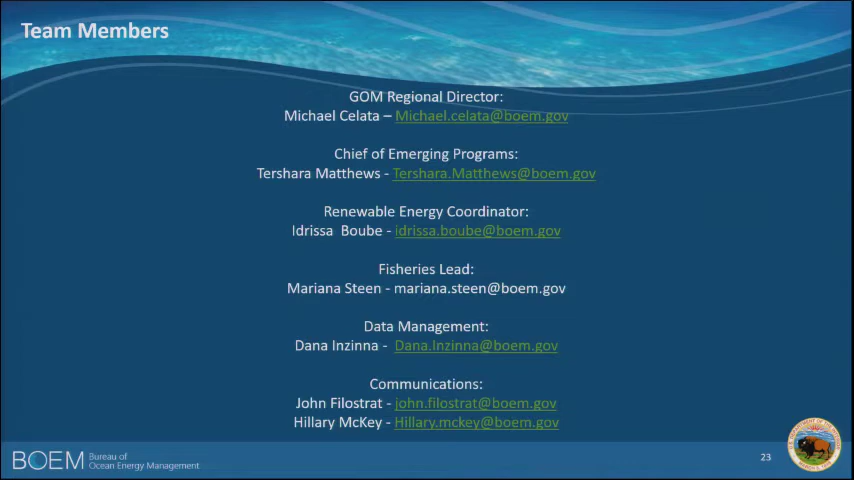 Team Members
GOM Regional Director:
Michael Celata – Michael.celata@boem.gov
Chief of Emerging Programs:
Tershara Matthews - Tershara.Matthews@boem.gov
Renewable Energy Coordinator:
Idrissa Boube - idrissa.boube@boem.gov
Fisheries Lead:
Mariana Steen - mariana.steen@boem.gov
Data Management:
Dana Inzinna - Dana.Inzinna@boem.gov
Communications:
John Filostrat - john.filostrat@boem.gov
Hillary McKey - Hillary.mckey@boem.gov
BOEM Bureau of
Ocean Energy Management
23